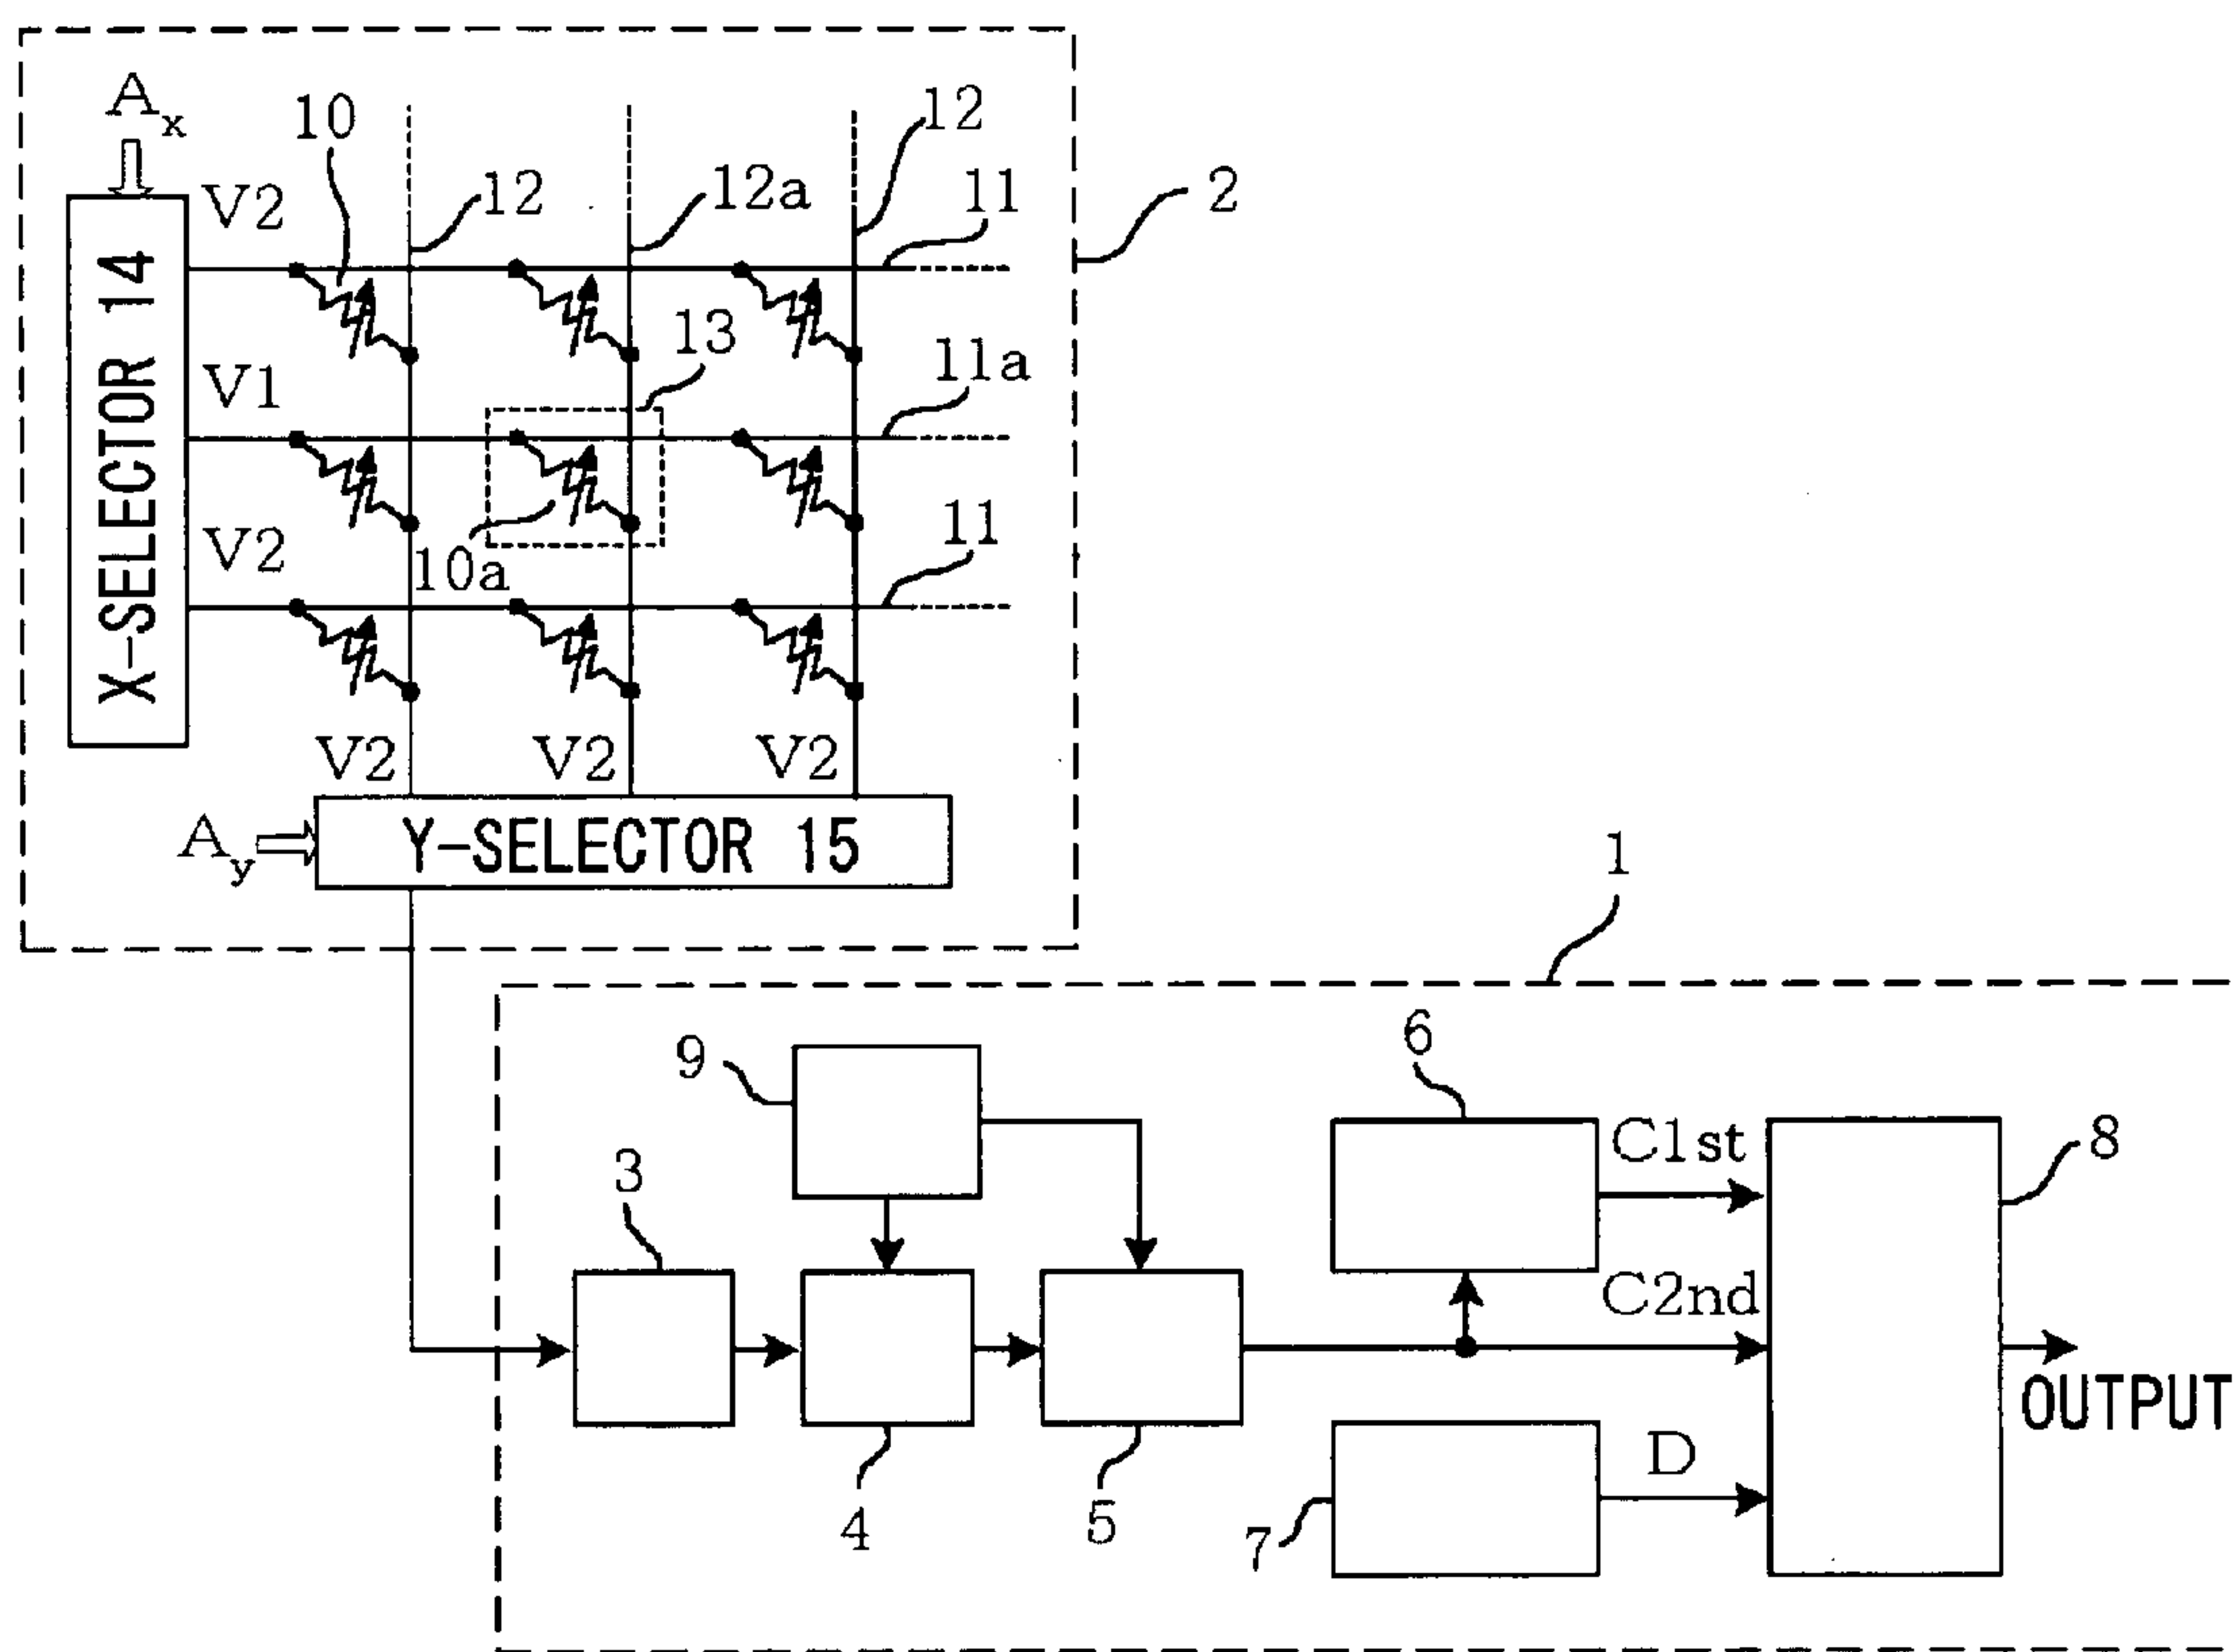 Ax
10
12
12a
12
11
2
V2
X-SELECTOR 14
13
V1
11a
V2
10a
11
V2 V2 V2
Ay
Y-SELECTOR 15
1
9
6
C1st
8
3
C2nd
OUTPUT
D
4
5
7